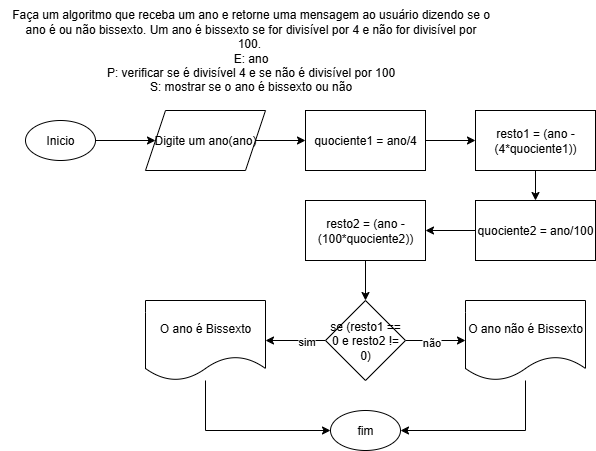 Faça um algoritmo que receba um ano e retorne uma mensagem ao usuário dizendo se o
ano é ou não bissexto. Um ano é bissexto se for divisível por 4 e não for divisível por
100.
E: ano
P: verificar se é divisível 4 e se não é divisível por 100
S: mostrar se o ano é bissexto ou não
Inicio
Digite um ano(ano)
quociente1 = ano/4
resto1 = (ano -
(4*quociente1))
quociente2 = ano/100
resto2 = (ano -
(100*quociente2))
se (resto1 ==
0 e resto2 !=
0)
sim
não
O ano é Bissexto
O ano não é Bissexto
fim